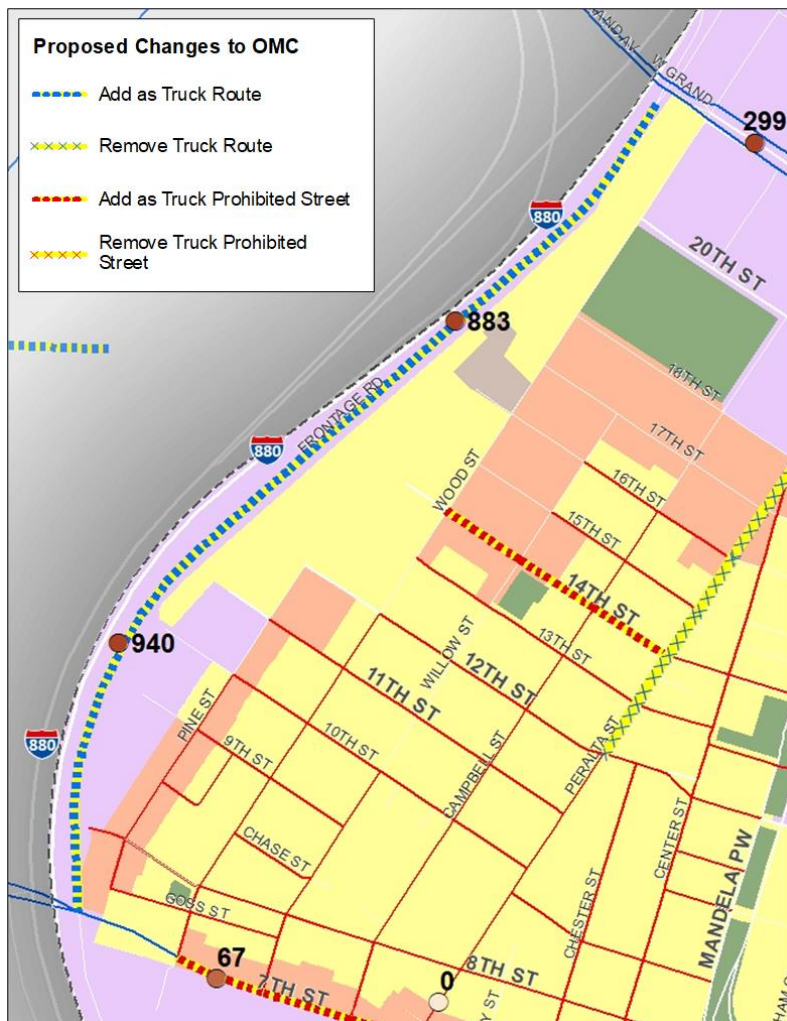 Proposed Changes to OMC
Add as Truck Route
Remove Truck Route
Add as Truck Prohibited Street
Remove Truck Prohibited
Street
W GRAND
299
880
20TH ST
883
18TH ST
FRONTAGE RD
17TH ST
880
WOOD ST
16TH ST
15TH ST
14TH ST
940
13TH ST
WILLOW ST
12TH ST
11TH ST
PINE ST
10TH ST
9TH ST
880
CAMPBELL ST
PERALTA ST
CHASE ST
CENTER ST
MANDELA PW
CHESTER ST
GOSS ST
8TH ST
67
7TH ST
0